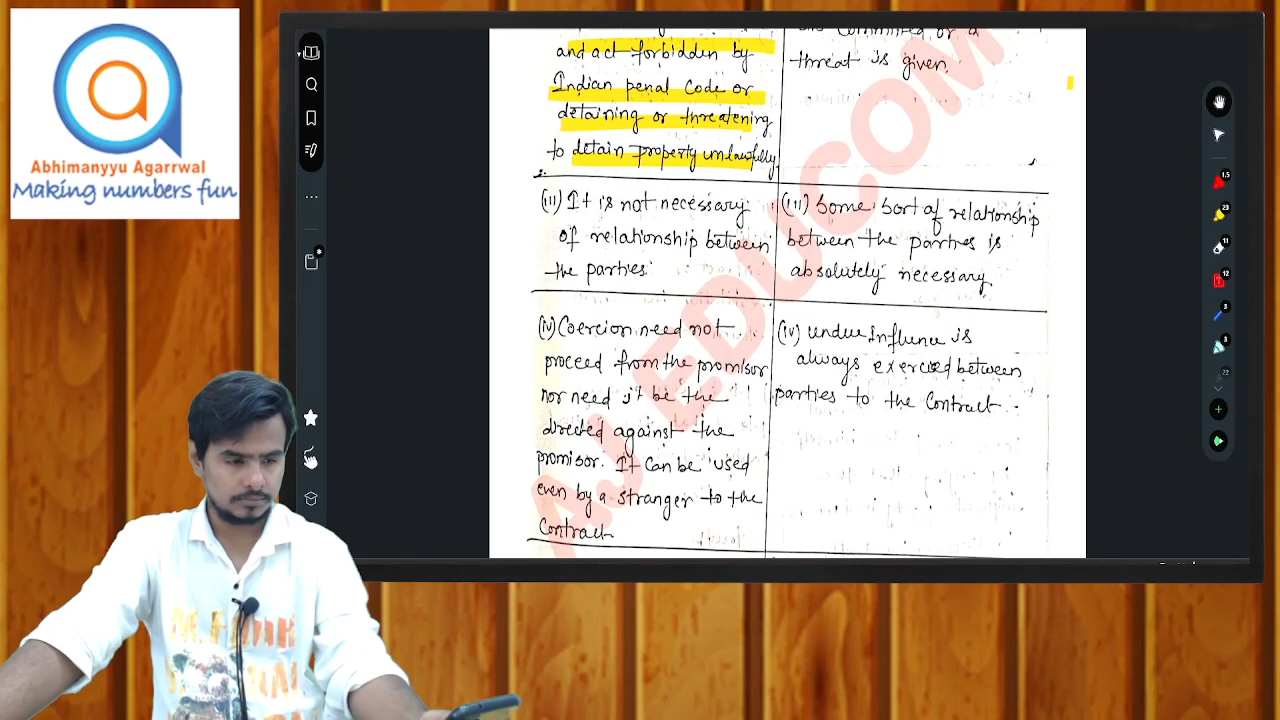 Abhimanyyu Agarrwal
Making numbers fun
and act forbidden by
Indian penal Code or
detaining or threatening
to detain property unlawfully.
committed or a
threat is given.
(iii) It is not necessary
of relationship between
the parties.
(iii) Some Sort of relationship
between the parties is
absolutely necessary.
(iv) Coercion need not
proceed from the promisor
nor need it be the
directed against the
promisor. It can be used
even by a stranger to the
Contract
(iv) undue Influence is
always exercised between
parties to the Contract.
AJ EDUCOM
M.F